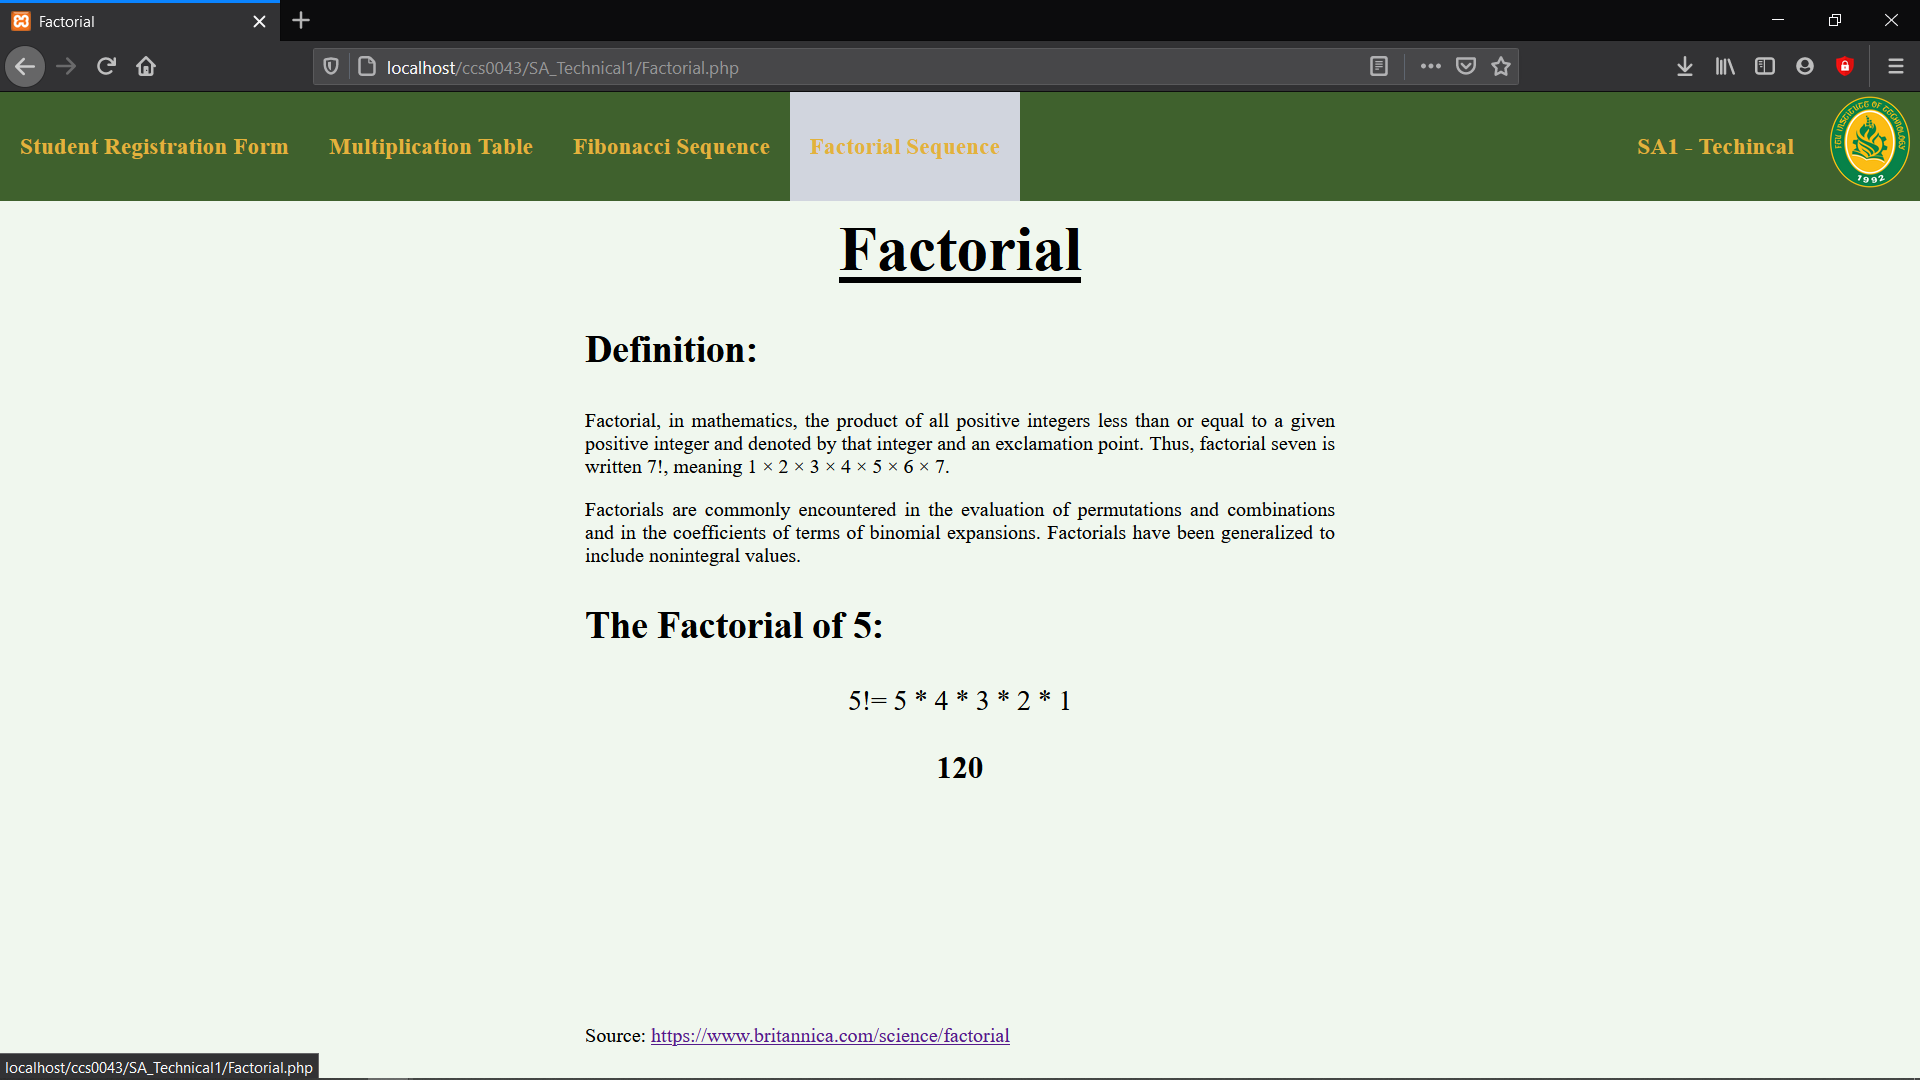 Factorial
localhost/ccs0043/SA_Technical1/Factorial.php
Student Registration Form
Multiplication Table
Fibonacci Sequence
Factorial Sequence
SA1 - Techincal
FEU INSTITUTE OF TECHNOLOGY
1992
Factorial
Definition:
Factorial, in mathematics, the product of all positive integers less than or equal to a given
positive integer and denoted by that integer and an exclamation point. Thus, factorial seven is
written 7!, meaning 1 × 2 × 3 × 4 × 5 × 6 × 7.
Factorials are commonly encountered in the evaluation of permutations and combinations
and in the coefficients of terms of binomial expansions. Factorials have been generalized to
include nonintegral values.
The Factorial of 5:
5!= 5 * 4 * 3 * 2 * 1
120
Source: https://www.britannica.com/science/factorial
localhost/ccs0043/SA_Technical1/Factorial.php